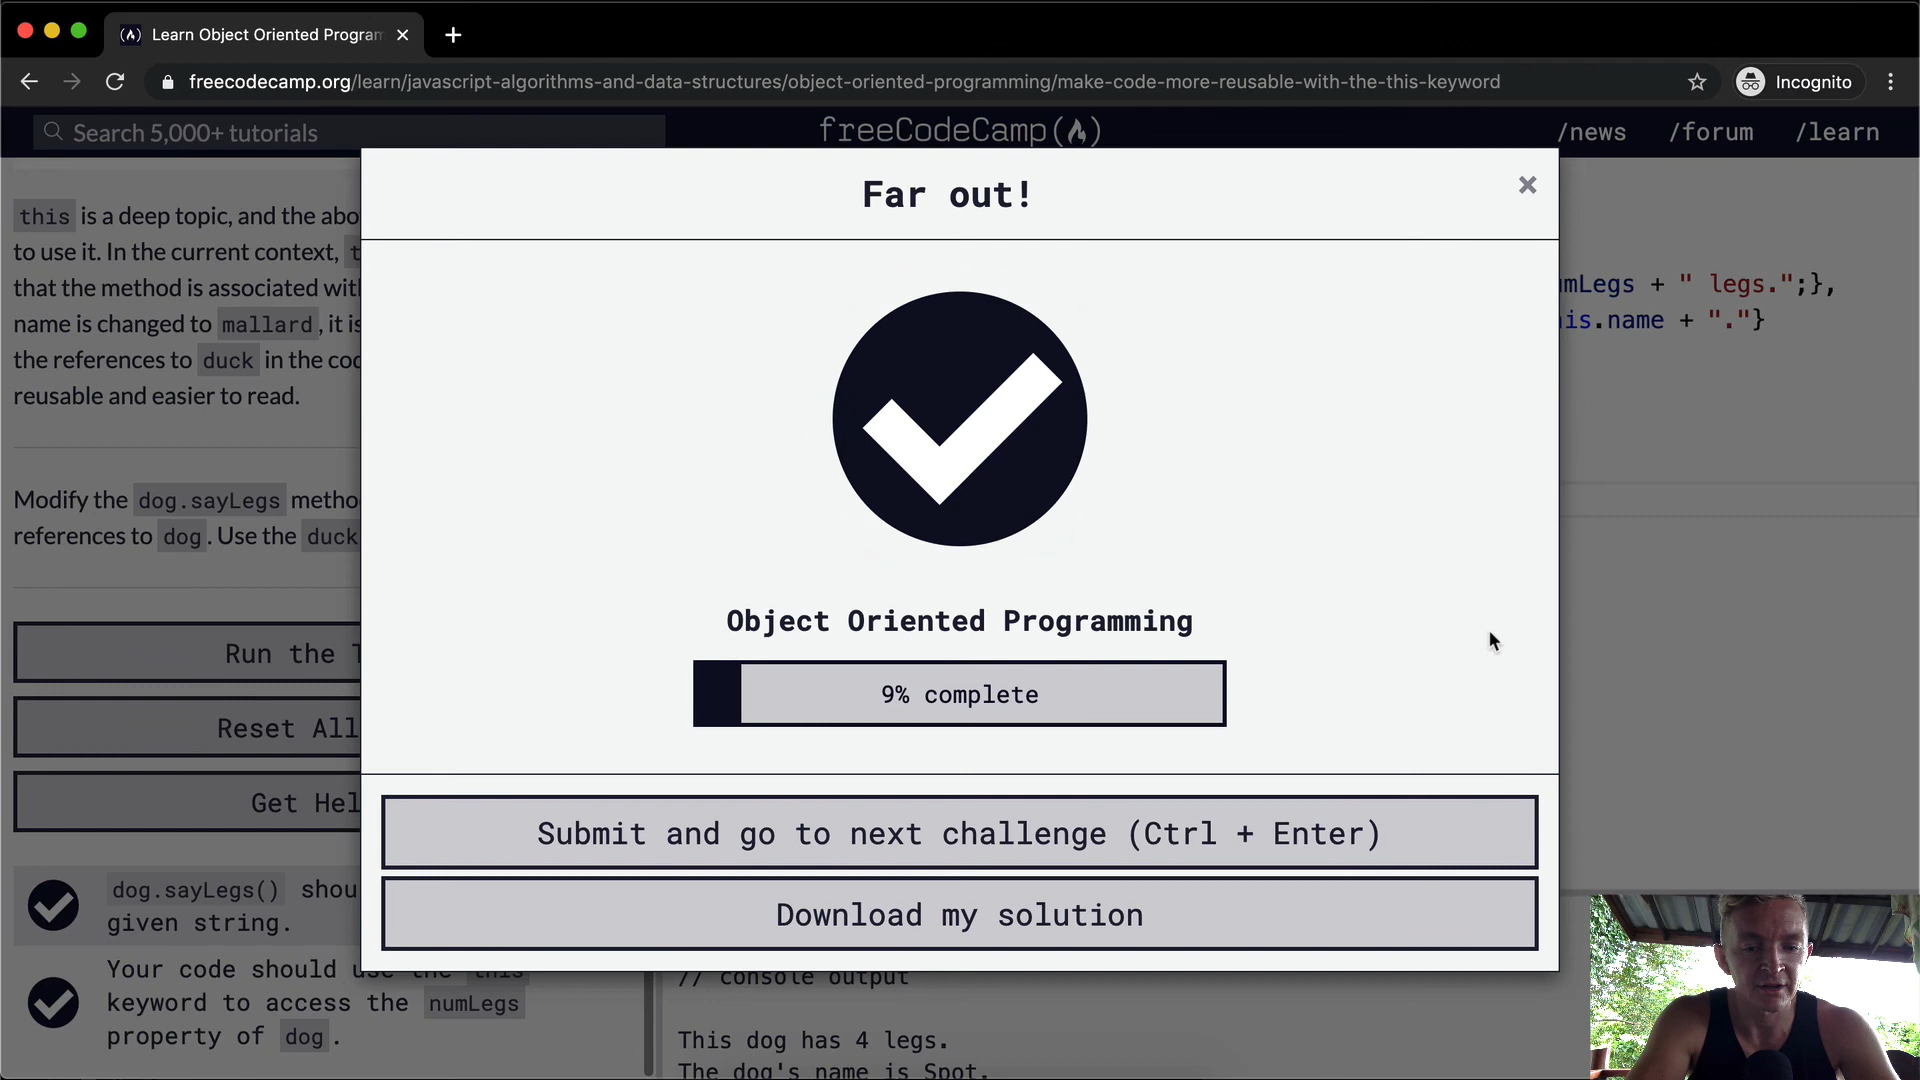 Learn Object Oriented Program
freecodecamp.org/learn/javascript-algorithms-and-data-structures/object-oriented-programming/make-code-more-reusable-with-the-this-keyword
Incognito
Search 5,000+ tutorials
freeCodeCamp
/news /forum /learn
Far out!
this is a deep topic, and the abo
to use it. In the current context, t
that the method is associated wit
name is changed to mallard, it is
the references to duck in the cod
reusable and easier to read.
mLegs + " legs.";},
is.name + "."}
Modify the dog.sayLegs metho
references to dog. Use the duck
Object Oriented Programming
9% complete
Run the T
Reset All
Get Hel
Submit and go to next challenge (Ctrl + Enter)
Download my solution
dog.sayLegs() shou
given string.
Your code should use the this
keyword to access the numLegs
property of dog.
// console output
This dog has 4 legs.
The dog's name is Spot.